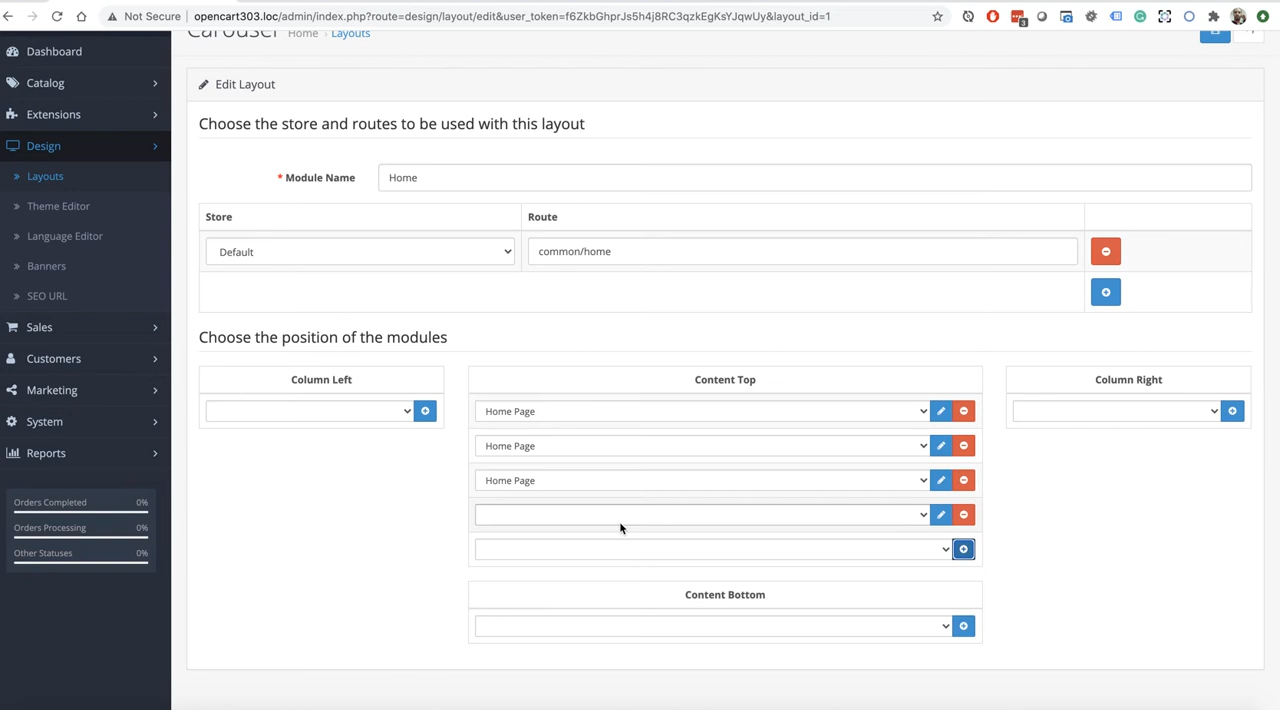 Not Secure opencart303.loc/admin/index.php?route=design/layout/edit&user_token=f6ZkbGhprJs5h4j8RC3qzkEgKsYJqwUy&layout_id=1
3
Carousel Home › Layouts
Dashboard
Catalog
Extensions
Design
Layouts
Theme Editor
Language Editor
Banners
SEO URL
Sales
Customers
Marketing
System
Reports
Orders Completed 0%
Orders Processing 0%
Other Statuses 0%
Edit Layout
Choose the store and routes to be used with this layout
* Module Name Home
Store Route
Default common/home
Choose the position of the modules
Column Left
Content Top
Home Page
Home Page
Home Page
Content Bottom
Column Right